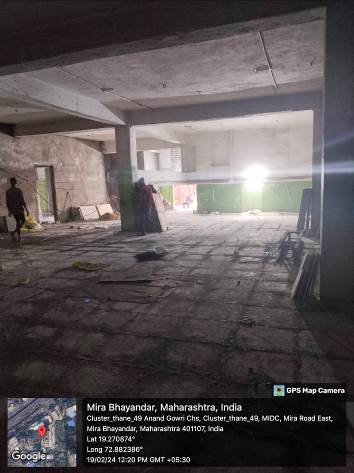 GPS Map Camera
Mira Bhayandar, Maharashtra, India
Cluster_thane_49 Anand Gowri Chs, Cluster_thane_49, MIDC, Mira Road East,
Mira Bhayandar, Maharashtra 401107, India
Lat 19.270874°
Long 72.882386°
19/02/24 12:20 PM GMT +05:30
Google